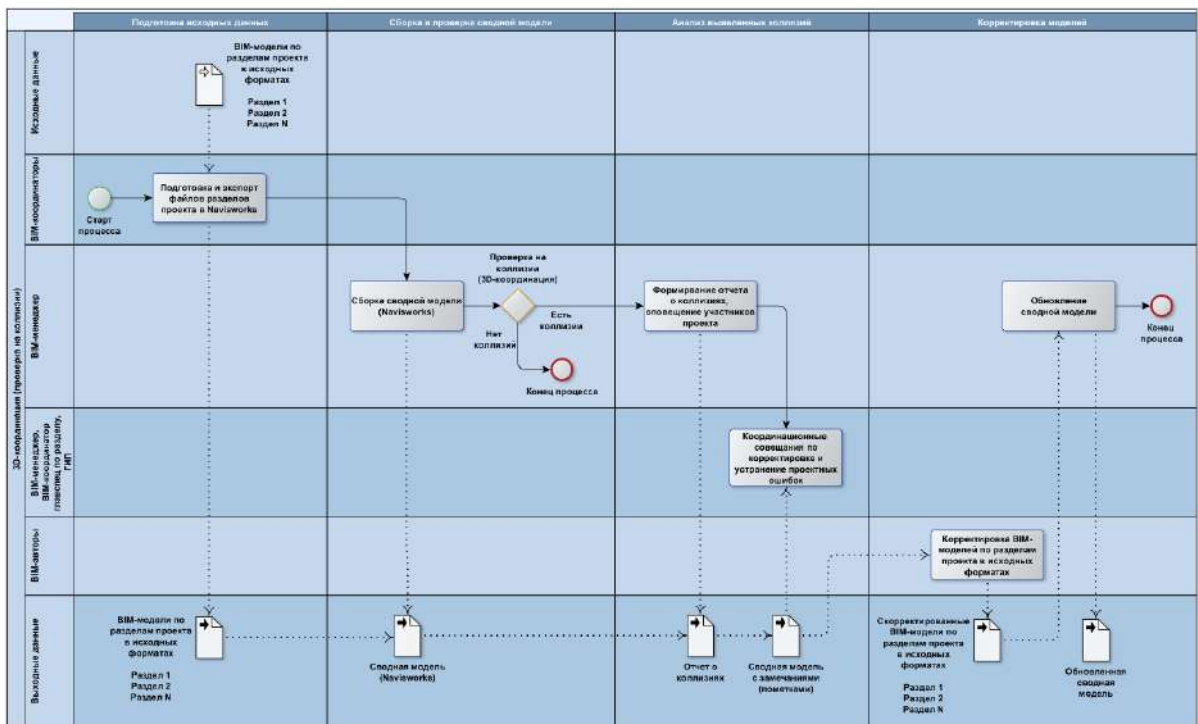 Подготовка исходных данных
Сборка и проверка сводной модели
Анализ выявленных коллизий
Корректировка моделей
3D-координация (проверка на коллизии)
Исходные данные
BIM-модели по
разделам проекта
в исходных
форматах
Раздел 1
Раздел 2
Раздел N
BIM-координаторы
Старт
процесса
Подготовка и экспорт
файлов разделов
проекта в Navisworks
BIM-менеджер
Сборка сводной модели
(Navisworks)
Проверка на
коллизии
(3D-координация)
Есть
коллизии
Нет
коллизий
Конец процесса
Формирование отчета
о коллизиях,
оповещение участников
проекта
Обновление
сводной модели
Конец
процесса
BIM-менеджер,
BIM-координатор
главспец по разделу,
ГИП
Координационные
совещания по
корректировке и
устранение проектных
ошибок
BIM-авторы
Корректировка BIM-
моделей по разделам
проекта в исходных
форматах
Выходные данные
BIM-модели по
разделам проекта
в исходных
форматах
Раздел 1
Раздел 2
Раздел N
Сводная модель
(Navisworks)
Отчет о
коллизиях
Сводная модель
с замечаниями
(пометками)
Скорректированные
BIM-модели по
разделам проекта
в исходных
форматах
Раздел 1
Раздел 2
Раздел N
Обновленная
сводная
модель